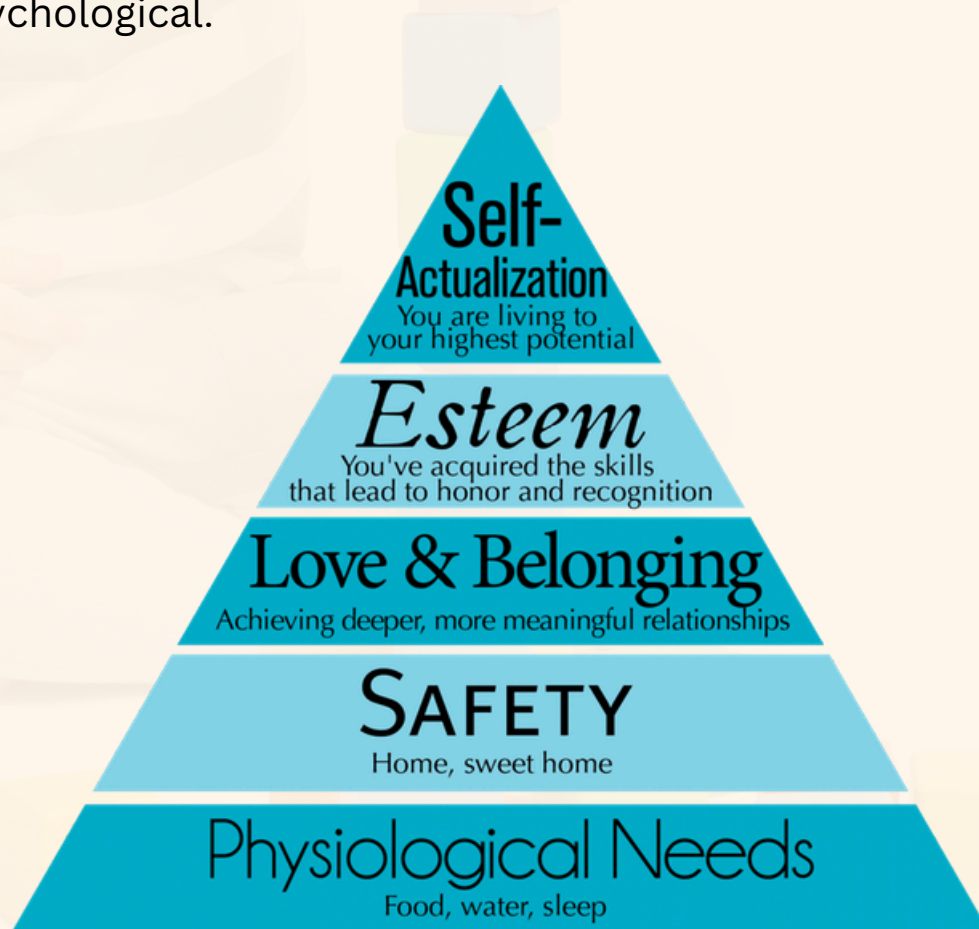 ychological.
Self-
Actualization
You are living to
your highest potential
Esteem
You've acquired the skills
that lead to honor and recognition
Love & Belonging
Achieving deeper, more meaningful relationships
SAFETY
Home, sweet home
Physiological Needs
Food, water, sleep